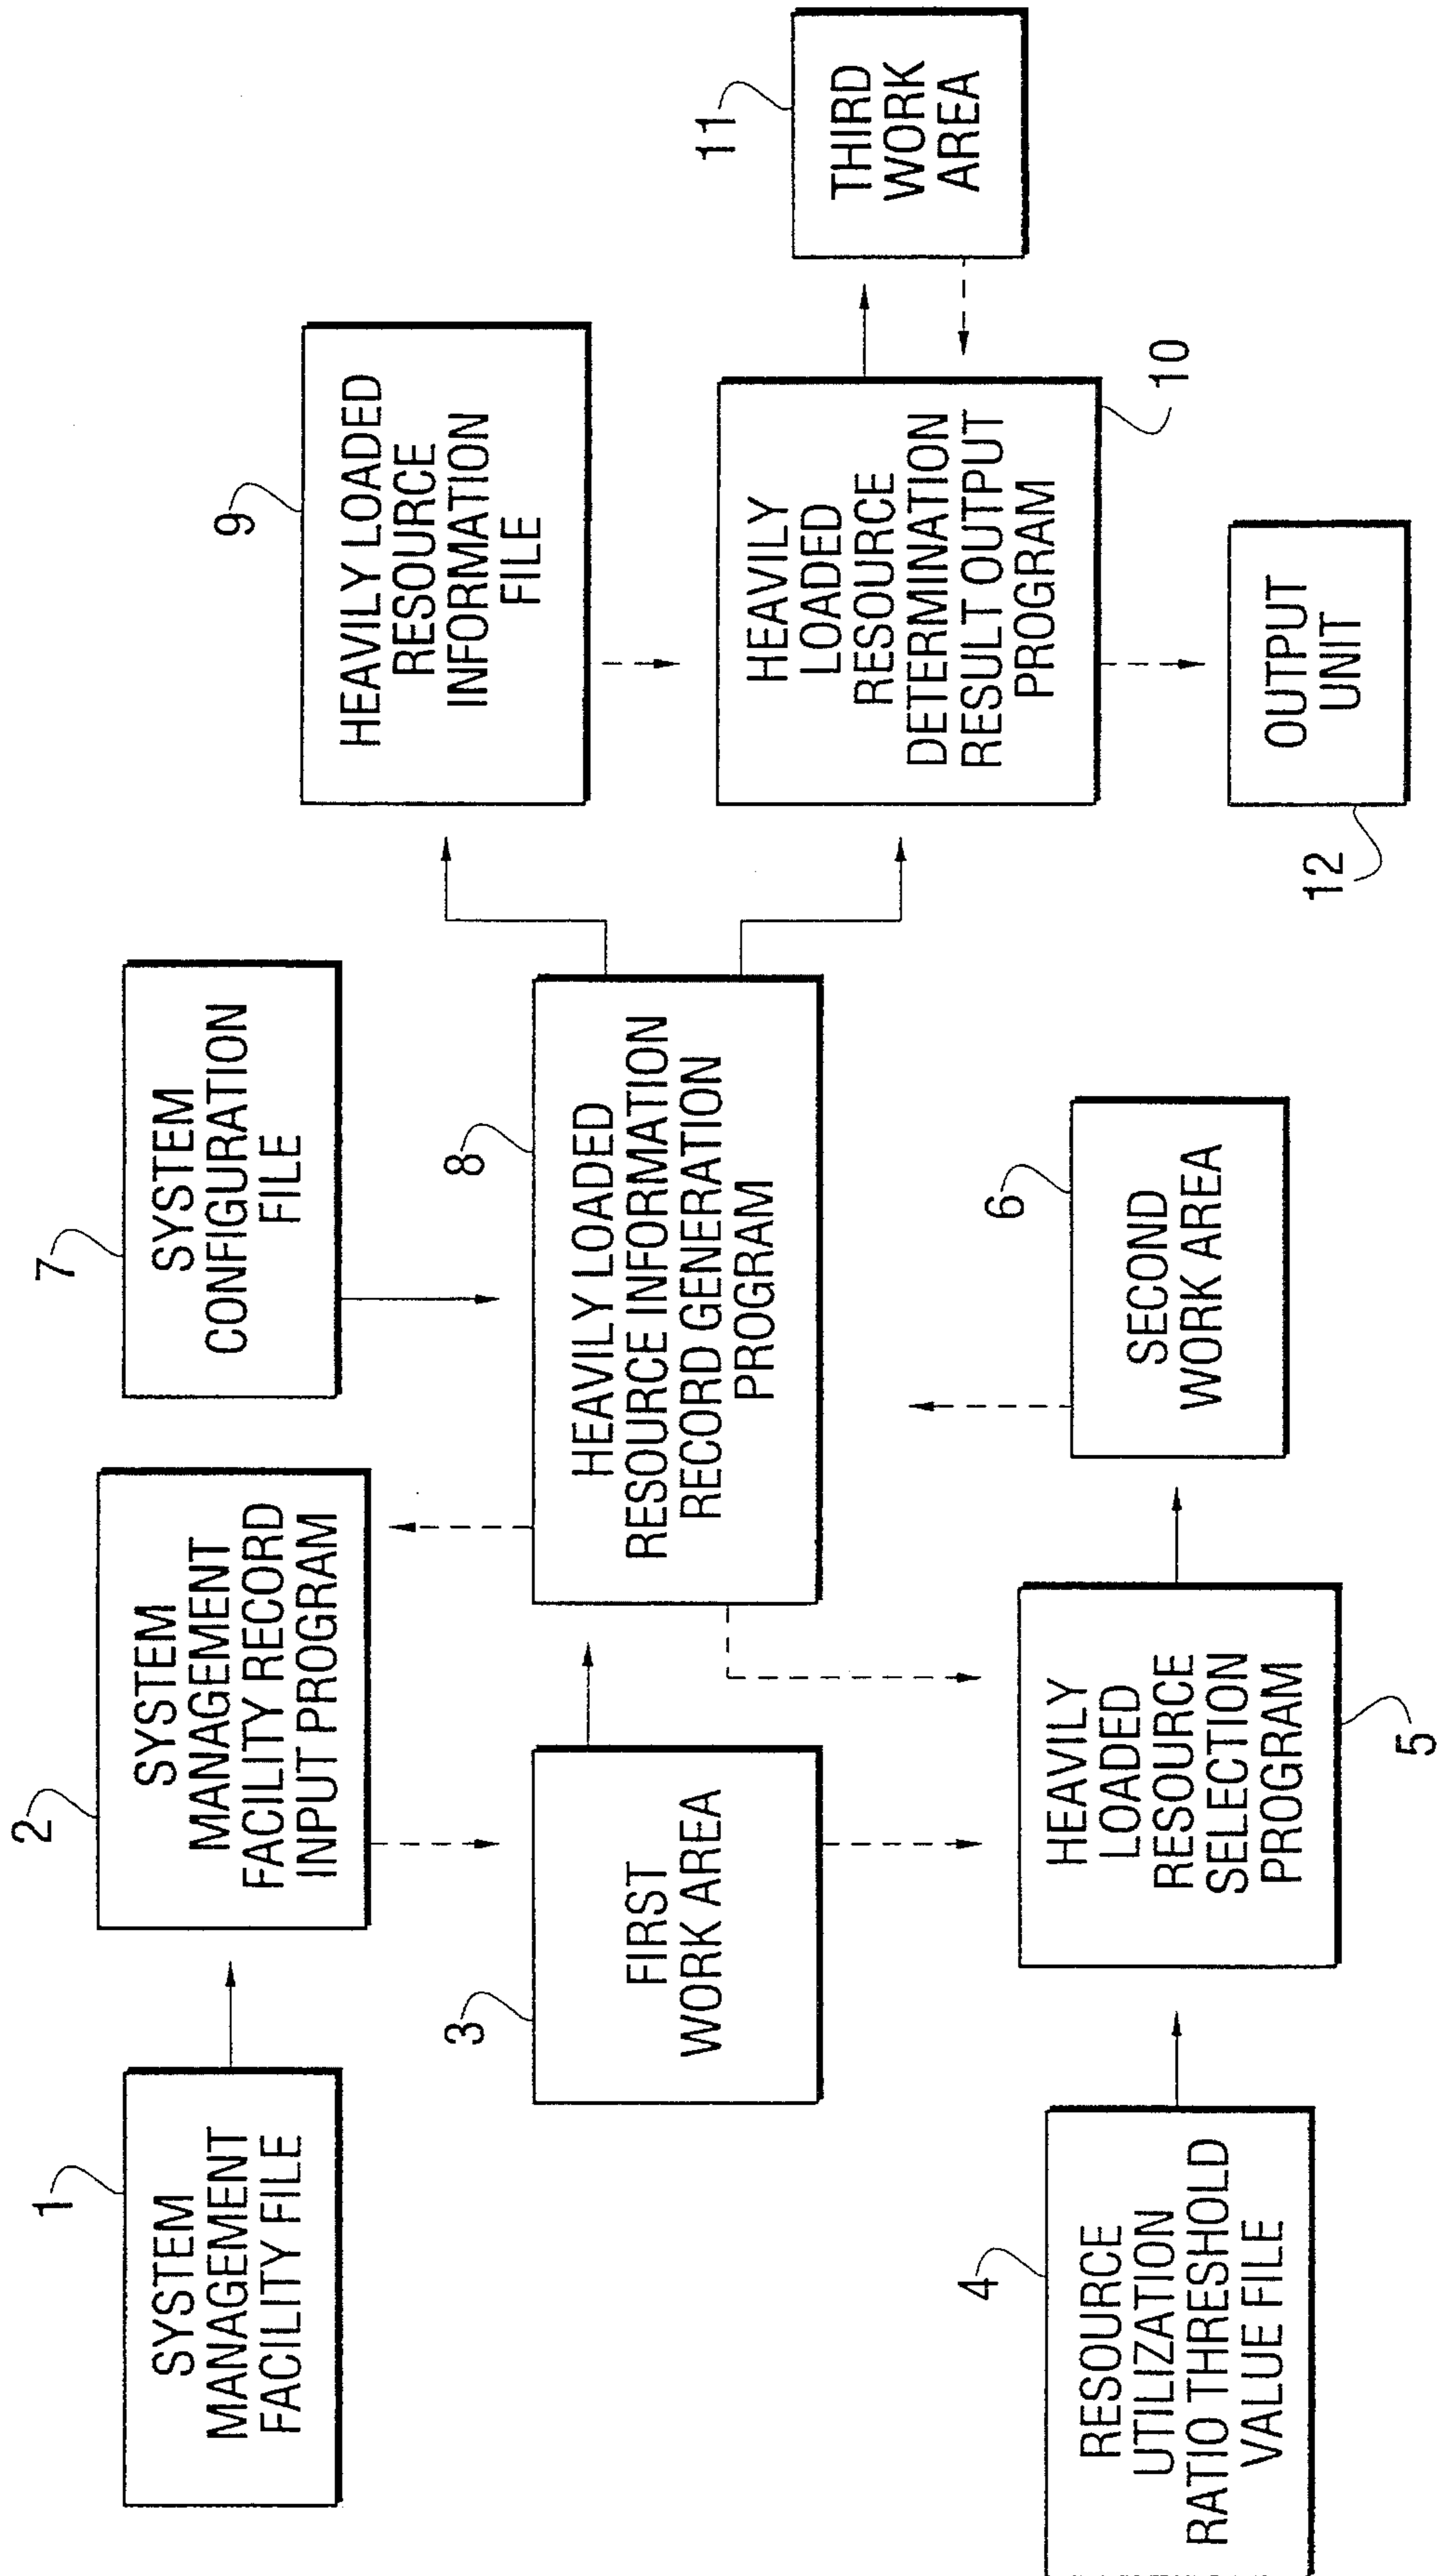 1
SYSTEM
MANAGEMENT
FACILITY FILE
2
SYSTEM
MANAGEMENT
FACILITY RECORD
INPUT PROGRAM
3
FIRST
WORK AREA
4
RESOURCE
UTILIZATION
RATIO THRESHOLD
VALUE FILE
5
HEAVILY
LOADED
RESOURCE
SELECTION
PROGRAM
6
SECOND
WORK AREA
7
SYSTEM
CONFIGURATION
FILE
8
HEAVILY LOADED
RESOURCE INFORMATION
RECORD GENERATION
PROGRAM
9
HEAVILY LOADED
RESOURCE
INFORMATION
FILE
10
HEAVILY
LOADED
RESOURCE
DETERMINATION
RESULT OUTPUT
PROGRAM
11
THIRD
WORK
AREA
12
OUTPUT
UNIT